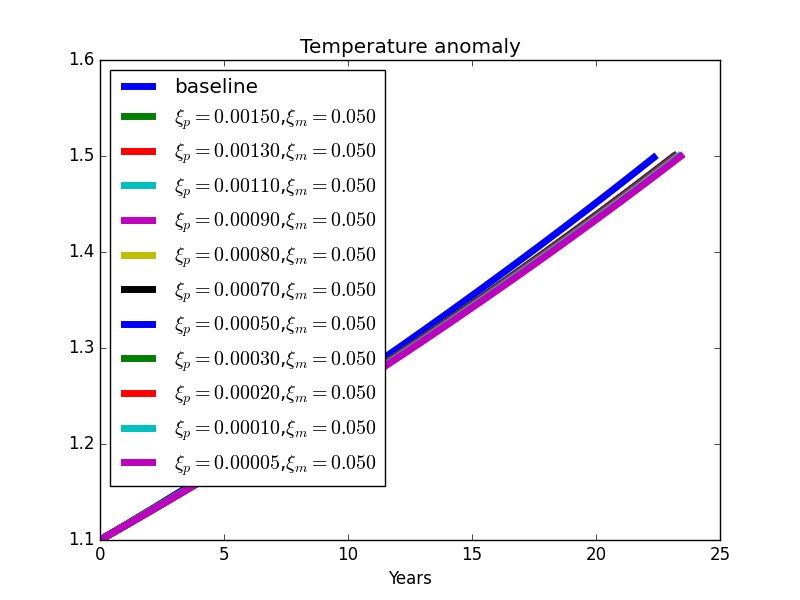 Temperature anomaly
1.6
1.5
1.4
1.3
1.2
1.1
baseline
ξp = 0.00150,ξm = 0.050
ξp = 0.00130,ξm = 0.050
ξp = 0.00110,ξm = 0.050
ξp = 0.00090,ξm = 0.050
ξp = 0.00080,ξm = 0.050
ξp = 0.00070,ξm = 0.050
ξp = 0.00050,ξm = 0.050
ξp = 0.00030,ξm = 0.050
ξp = 0.00020,ξm = 0.050
ξp = 0.00010,ξm = 0.050
ξp = 0.00005,ξm = 0.050
0 5 10 15 20 25
Years